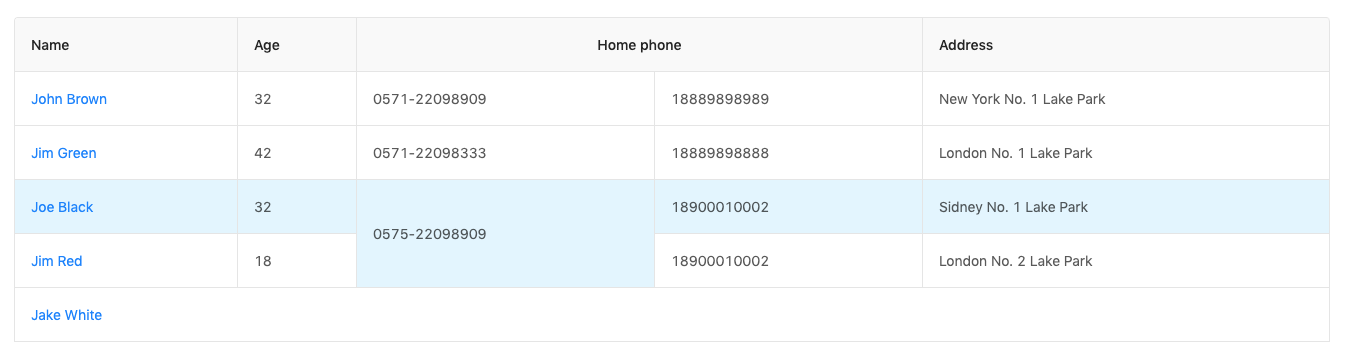 Name Age Home phone Address
John Brown 32 0571-22098909 18889898989 New York No. 1 Lake Park
Jim Green 42 0571-22098333 18889898888 London No. 1 Lake Park
Joe Black 32 0575-22098909 18900010002 Sidney No. 1 Lake Park
Jim Red 18 18900010002 London No. 2 Lake Park
Jake White